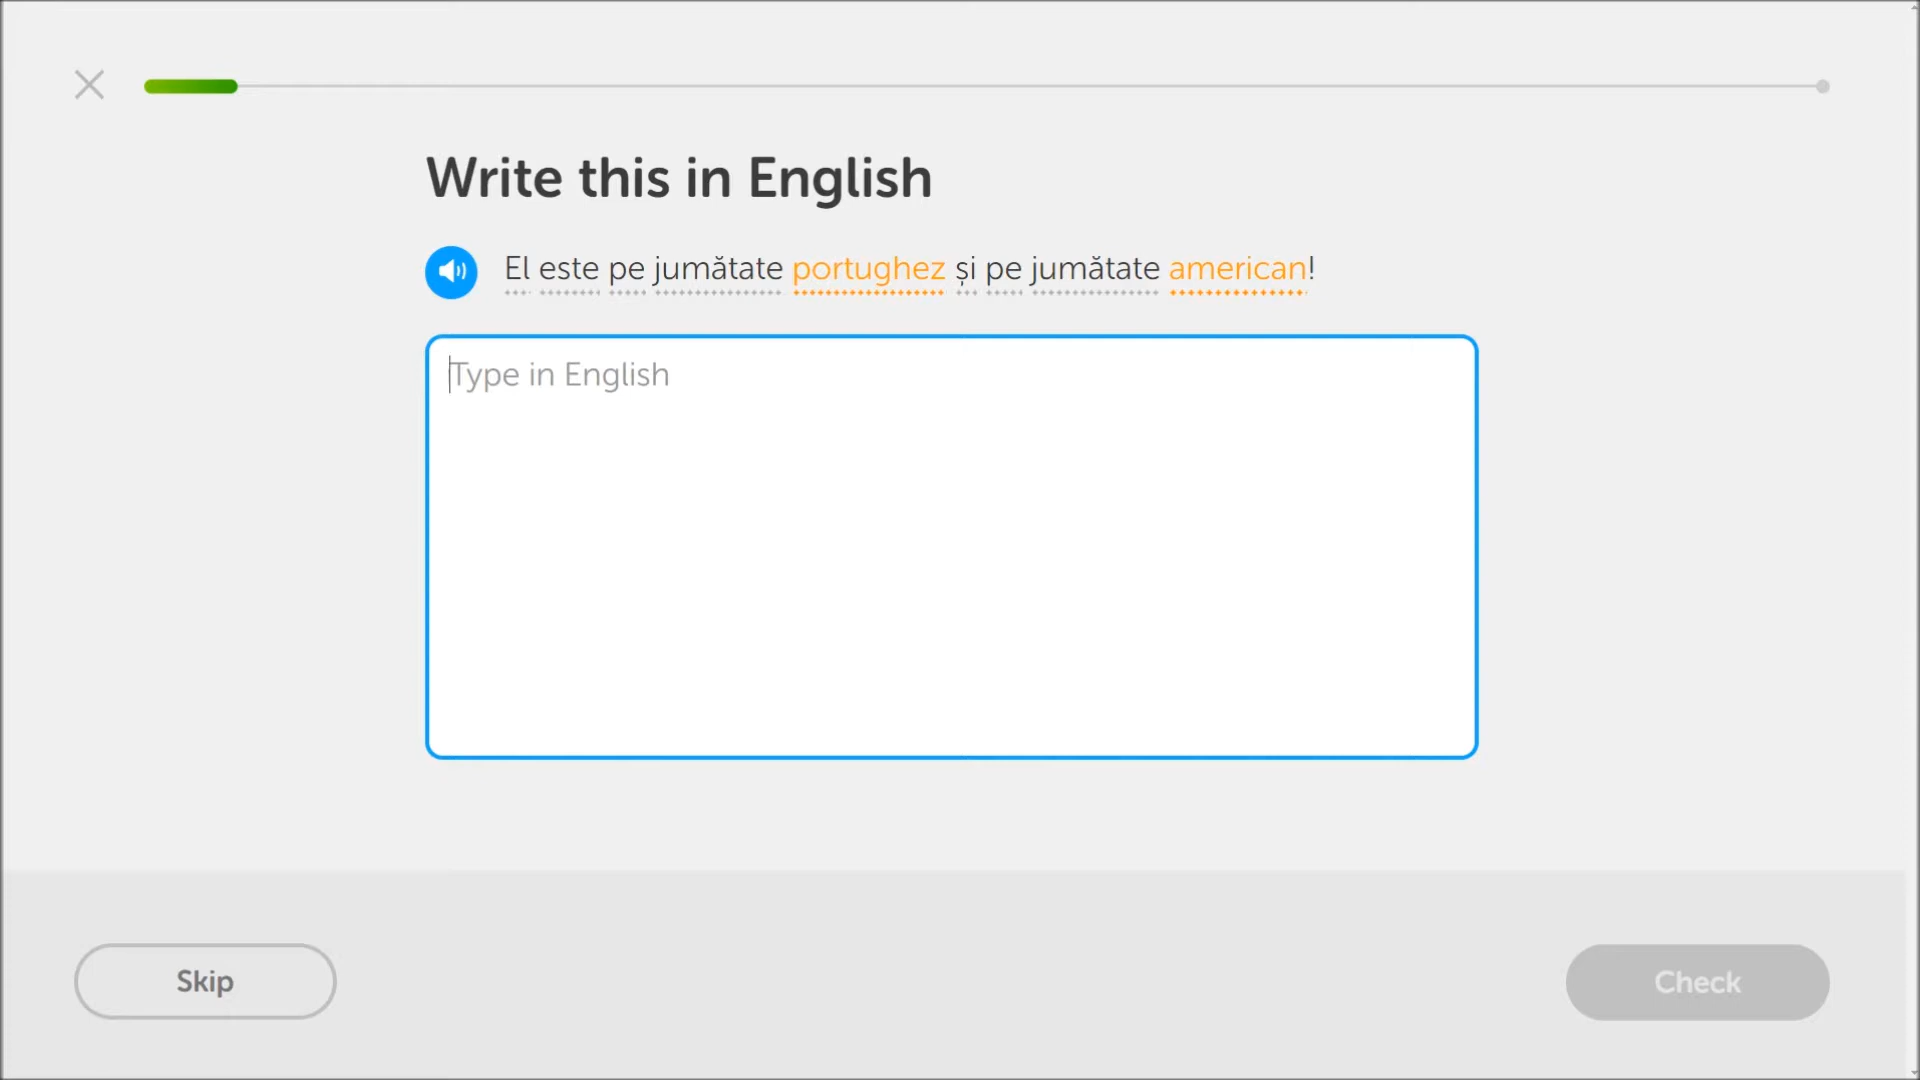 Write this in English
El este pe jumătate portughez și pe jumătate american!
Type in English
Skip
Check